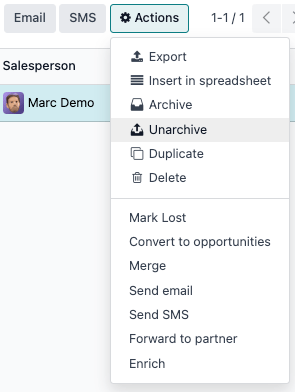 Email SMS Actions 1-1 / 1
Salesperson
Marc Demo
Export
Insert in spreadsheet
Archive
Unarchive
Duplicate
Delete
Mark Lost
Convert to opportunities
Merge
Send email
Send SMS
Forward to partner
Enrich